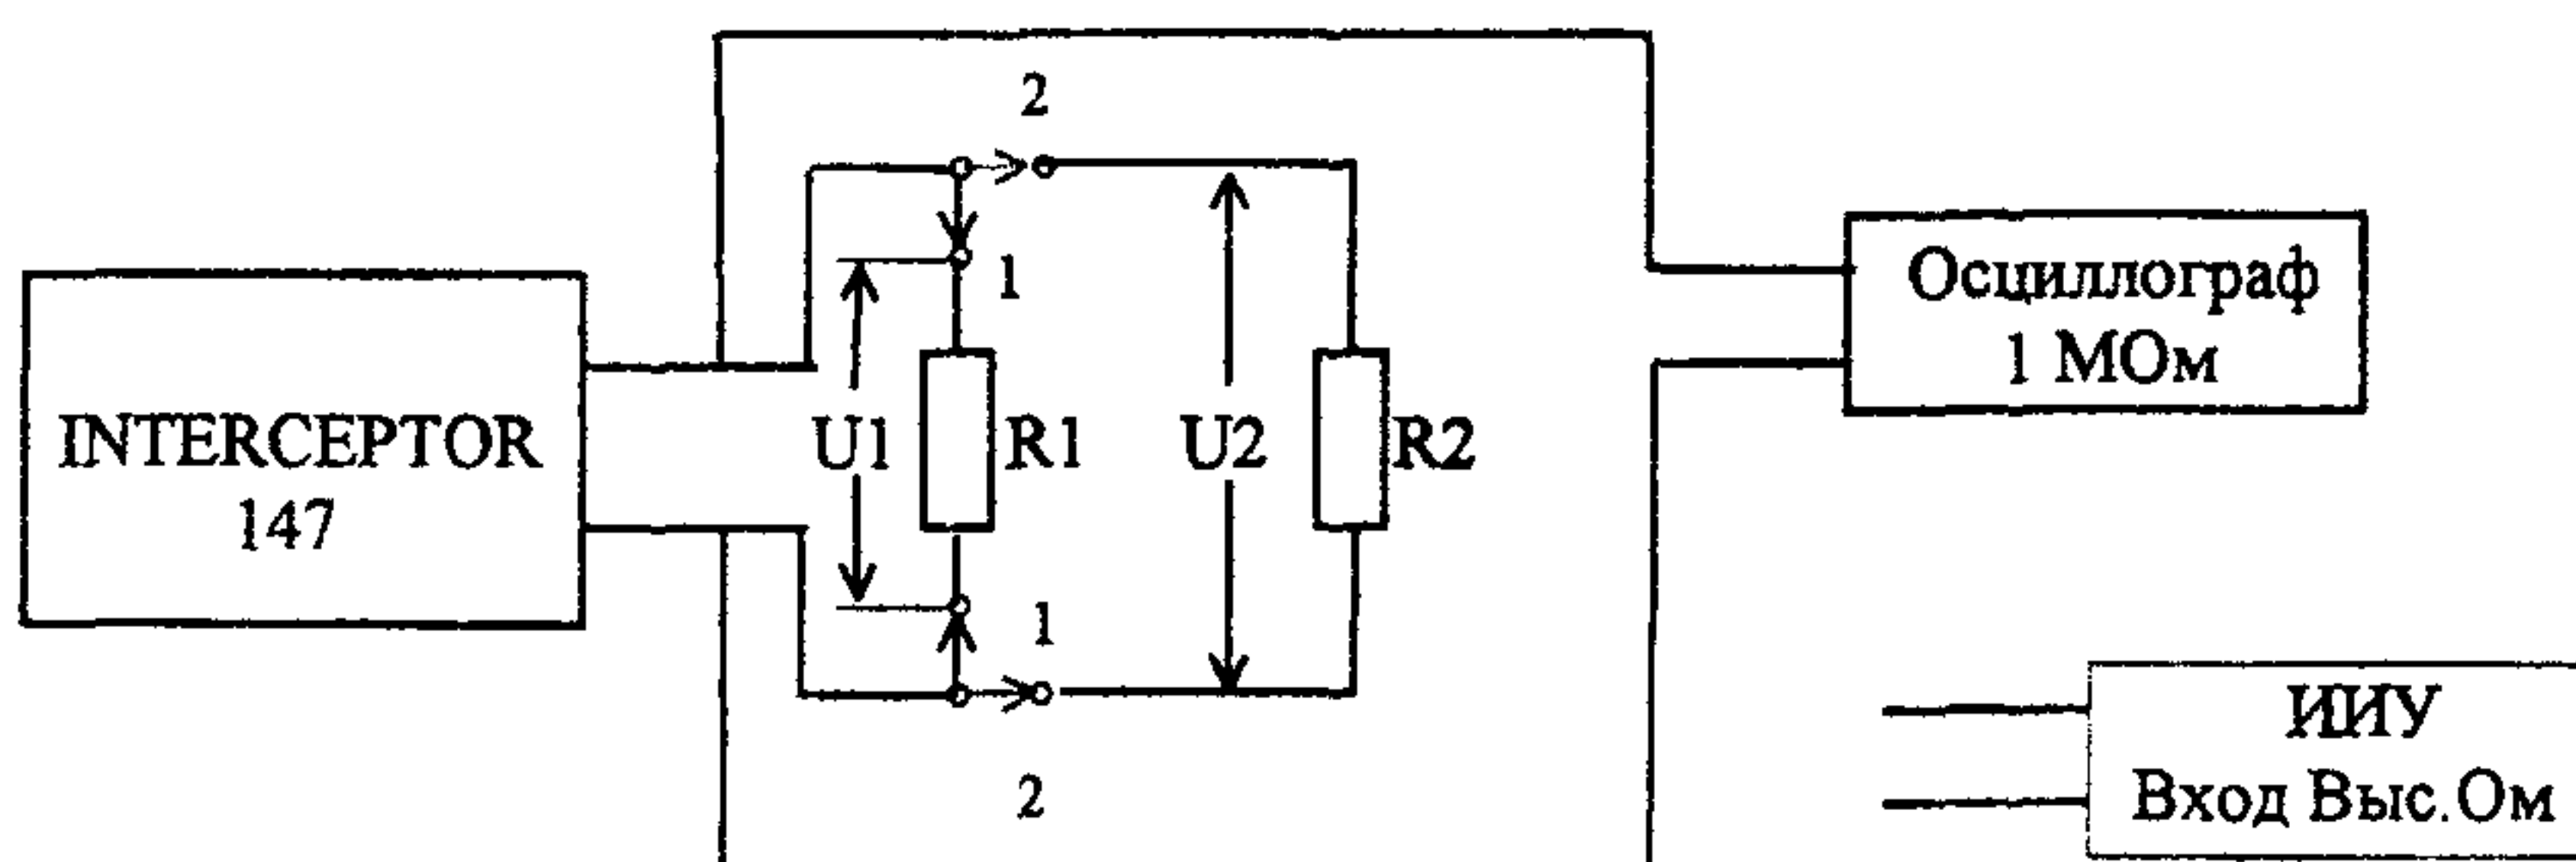 2
1
Осциллограф
1 МОм
INTERCEPTOR
147
U1
R1
U2
R2
1
2
ИИУ
Вход Выс.Ом